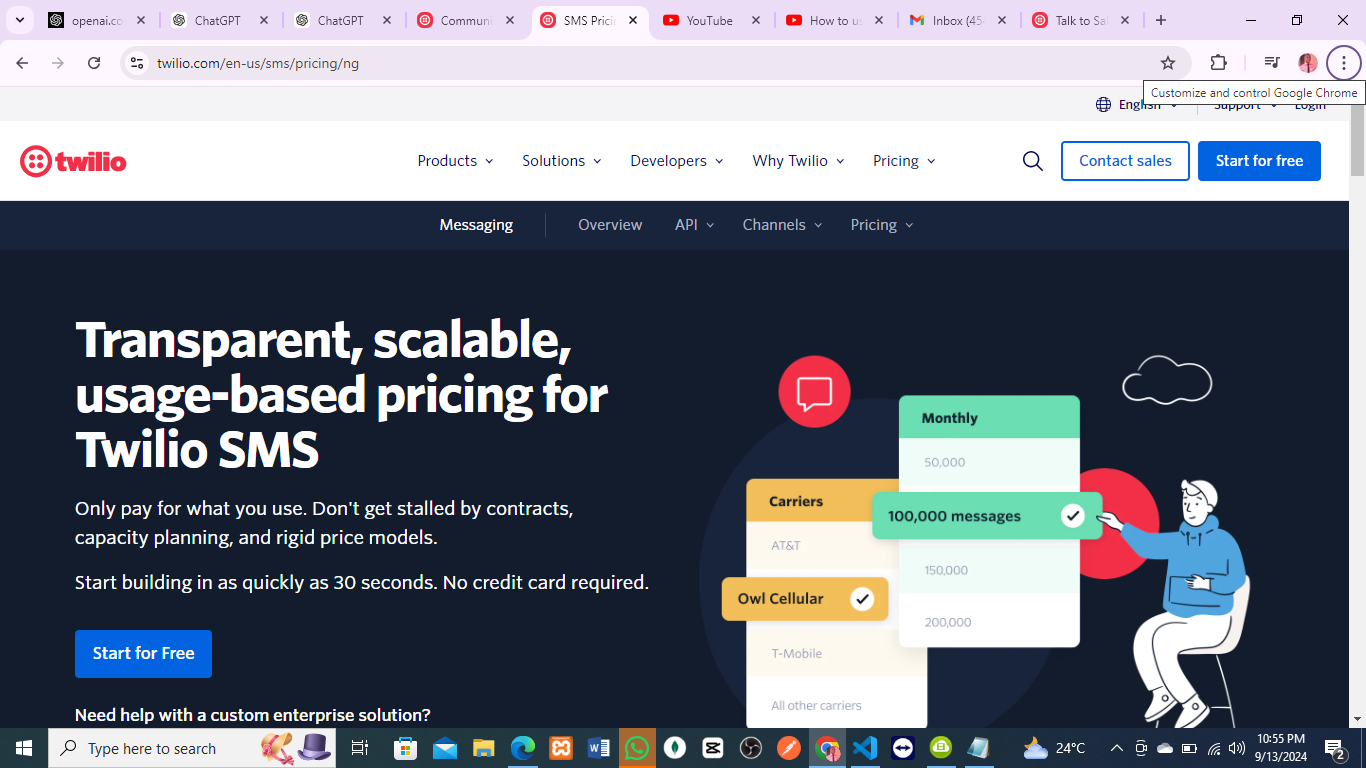 openai.co
ChatGPT
ChatGPT
Communi
SMS Prici
YouTube
How to us
Inbox (45
Talk to Sal
twilio.com/en-us/sms/pricing/ng
Customize and control Google Chrome
English
Support
Login
twilio
Products
Solutions
Developers
Why Twilio
Pricing
Contact sales
Start for free
Messaging
Overview
API
Channels
Pricing
Transparent, scalable,
usage-based pricing for
Twilio SMS
Only pay for what you use. Don't get stalled by contracts,
capacity planning, and rigid price models.
Start building in as quickly as 30 seconds. No credit card required.
Start for Free
Need help with a custom enterprise solution?
Monthly
50,000
100,000 messages
150,000
200,000
Carriers
AT&T
Owl Cellular
T-Mobile
All other carriers
Type here to search
24°C
10:55 PM
9/13/2024
2